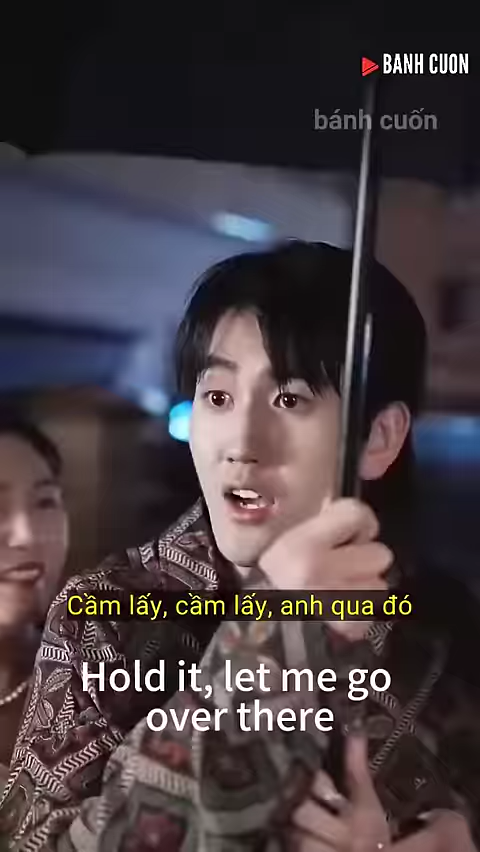 BANH CUON
bánh cuốn
Cầm lấy, cầm lấy, anh qua đó
Hold it, let me go
over there